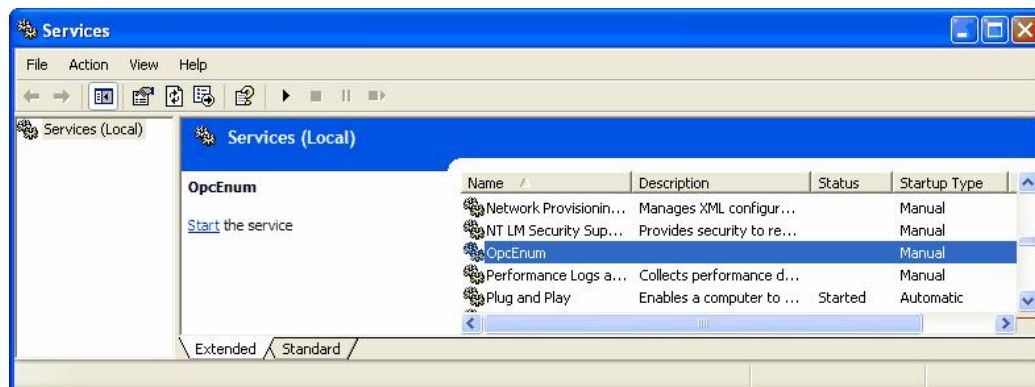 Services
File Action View Help
Services (Local)
Services (Local)
OpcEnum
Start the service
Name Description Status Startup Type
Network Provisionin... Manages XML configur... Manual
NT LM Security Sup... Provides security to re... Manual
OpcEnum Manual
Performance Logs a... Collects performance d... Manual
Plug and Play Enables a computer to ... Started Automatic
Extended Standard